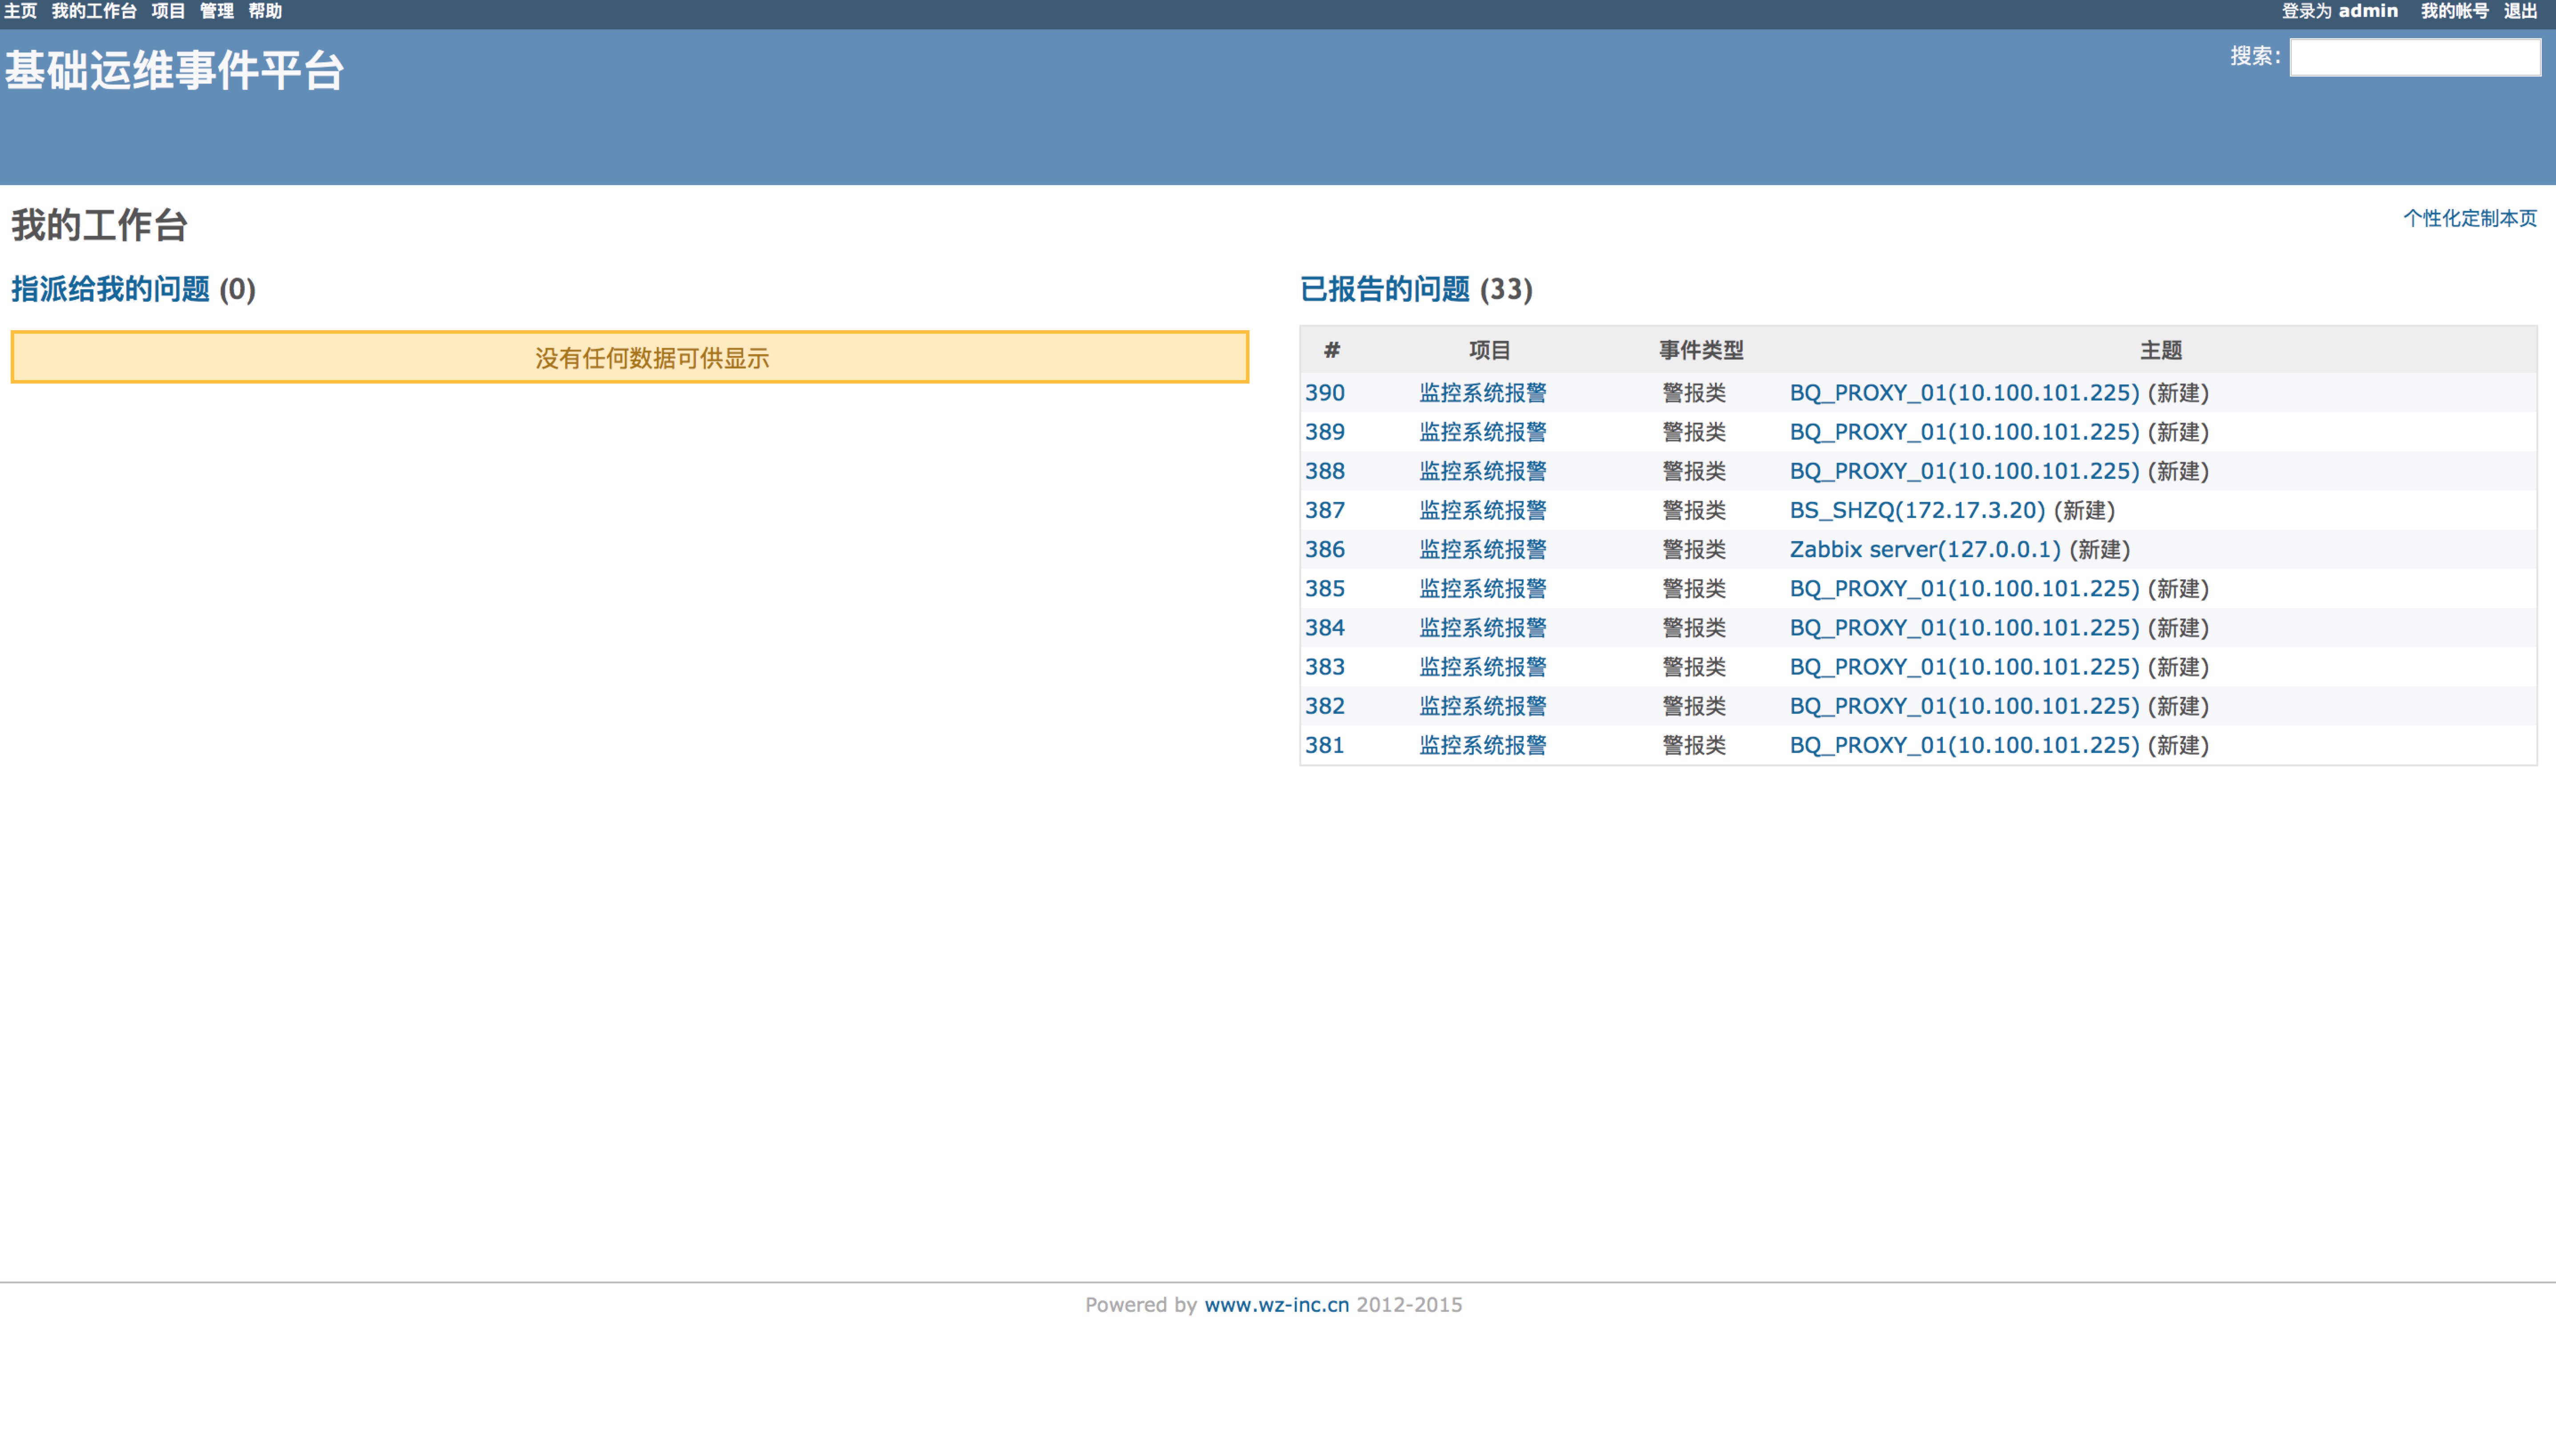 主页 我的工作台 项目 管理 帮助 登录为 admin 我的帐号 退出
基础运维事件平台 搜索:
我的工作台 个性化定制本页
指派给我的问题 (0)
没有任何数据可供显示
已报告的问题 (33)
# 项目 事件类型 主题
390 监控系统报警 警报类 BQ_PROXY_01(10.100.101.225) (新建)
389 监控系统报警 警报类 BQ_PROXY_01(10.100.101.225) (新建)
388 监控系统报警 警报类 BQ_PROXY_01(10.100.101.225) (新建)
387 监控系统报警 警报类 BS_SHZQ(172.17.3.20) (新建)
386 监控系统报警 警报类 Zabbix server(127.0.0.1) (新建)
385 监控系统报警 警报类 BQ_PROXY_01(10.100.101.225) (新建)
384 监控系统报警 警报类 BQ_PROXY_01(10.100.101.225) (新建)
383 监控系统报警 警报类 BQ_PROXY_01(10.100.101.225) (新建)
382 监控系统报警 警报类 BQ_PROXY_01(10.100.101.225) (新建)
381 监控系统报警 警报类 BQ_PROXY_01(10.100.101.225) (新建)
Powered by www.wz-inc.cn 2012-2015